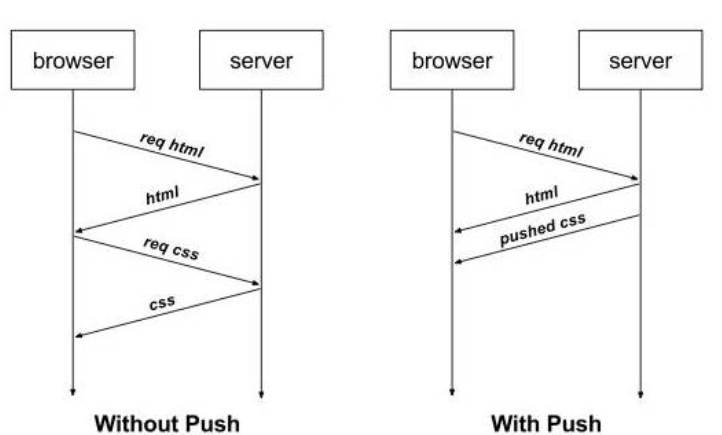 browser
server
req html
html
req css
css
Without Push
browser
server
req html
html
pushed css
With Push